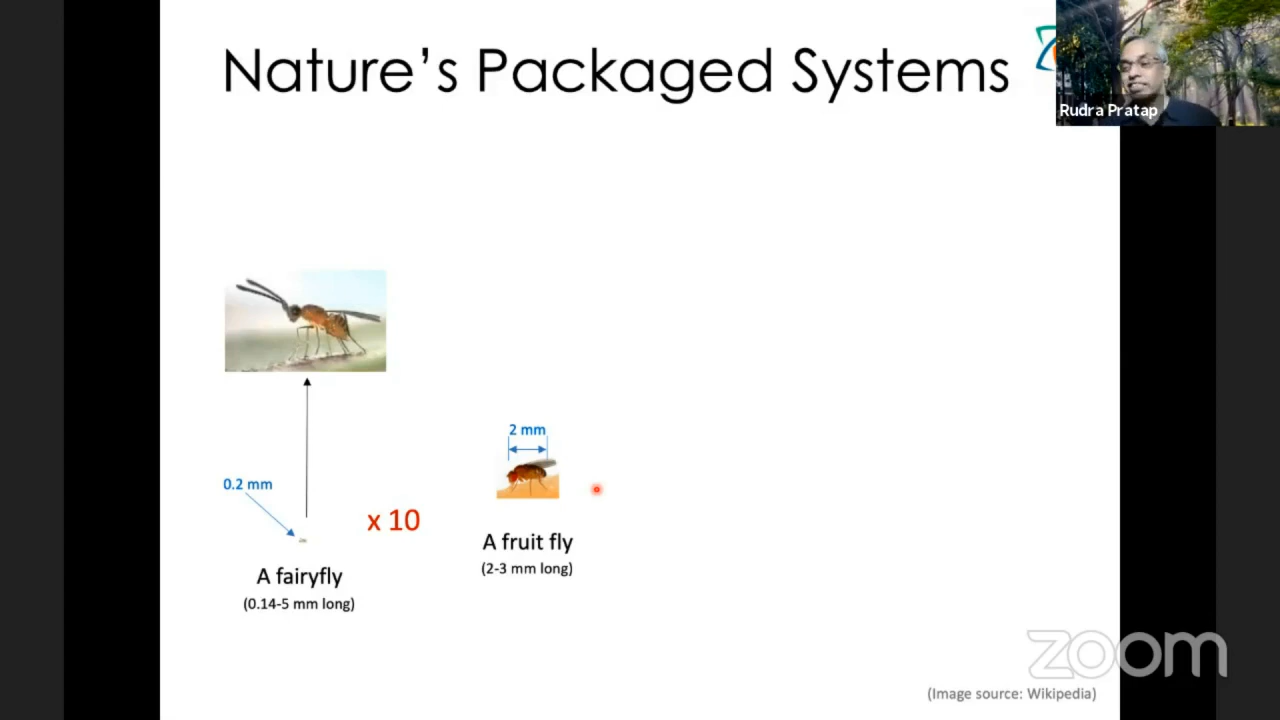 Nature's Packaged Systems
Rudra Pratap
2 mm
0.2 mm
x 10
A fruit fly
(2-3 mm long)
A fairyfly
(0.14-5 mm long)
zoom
(Image source: Wikipedia)